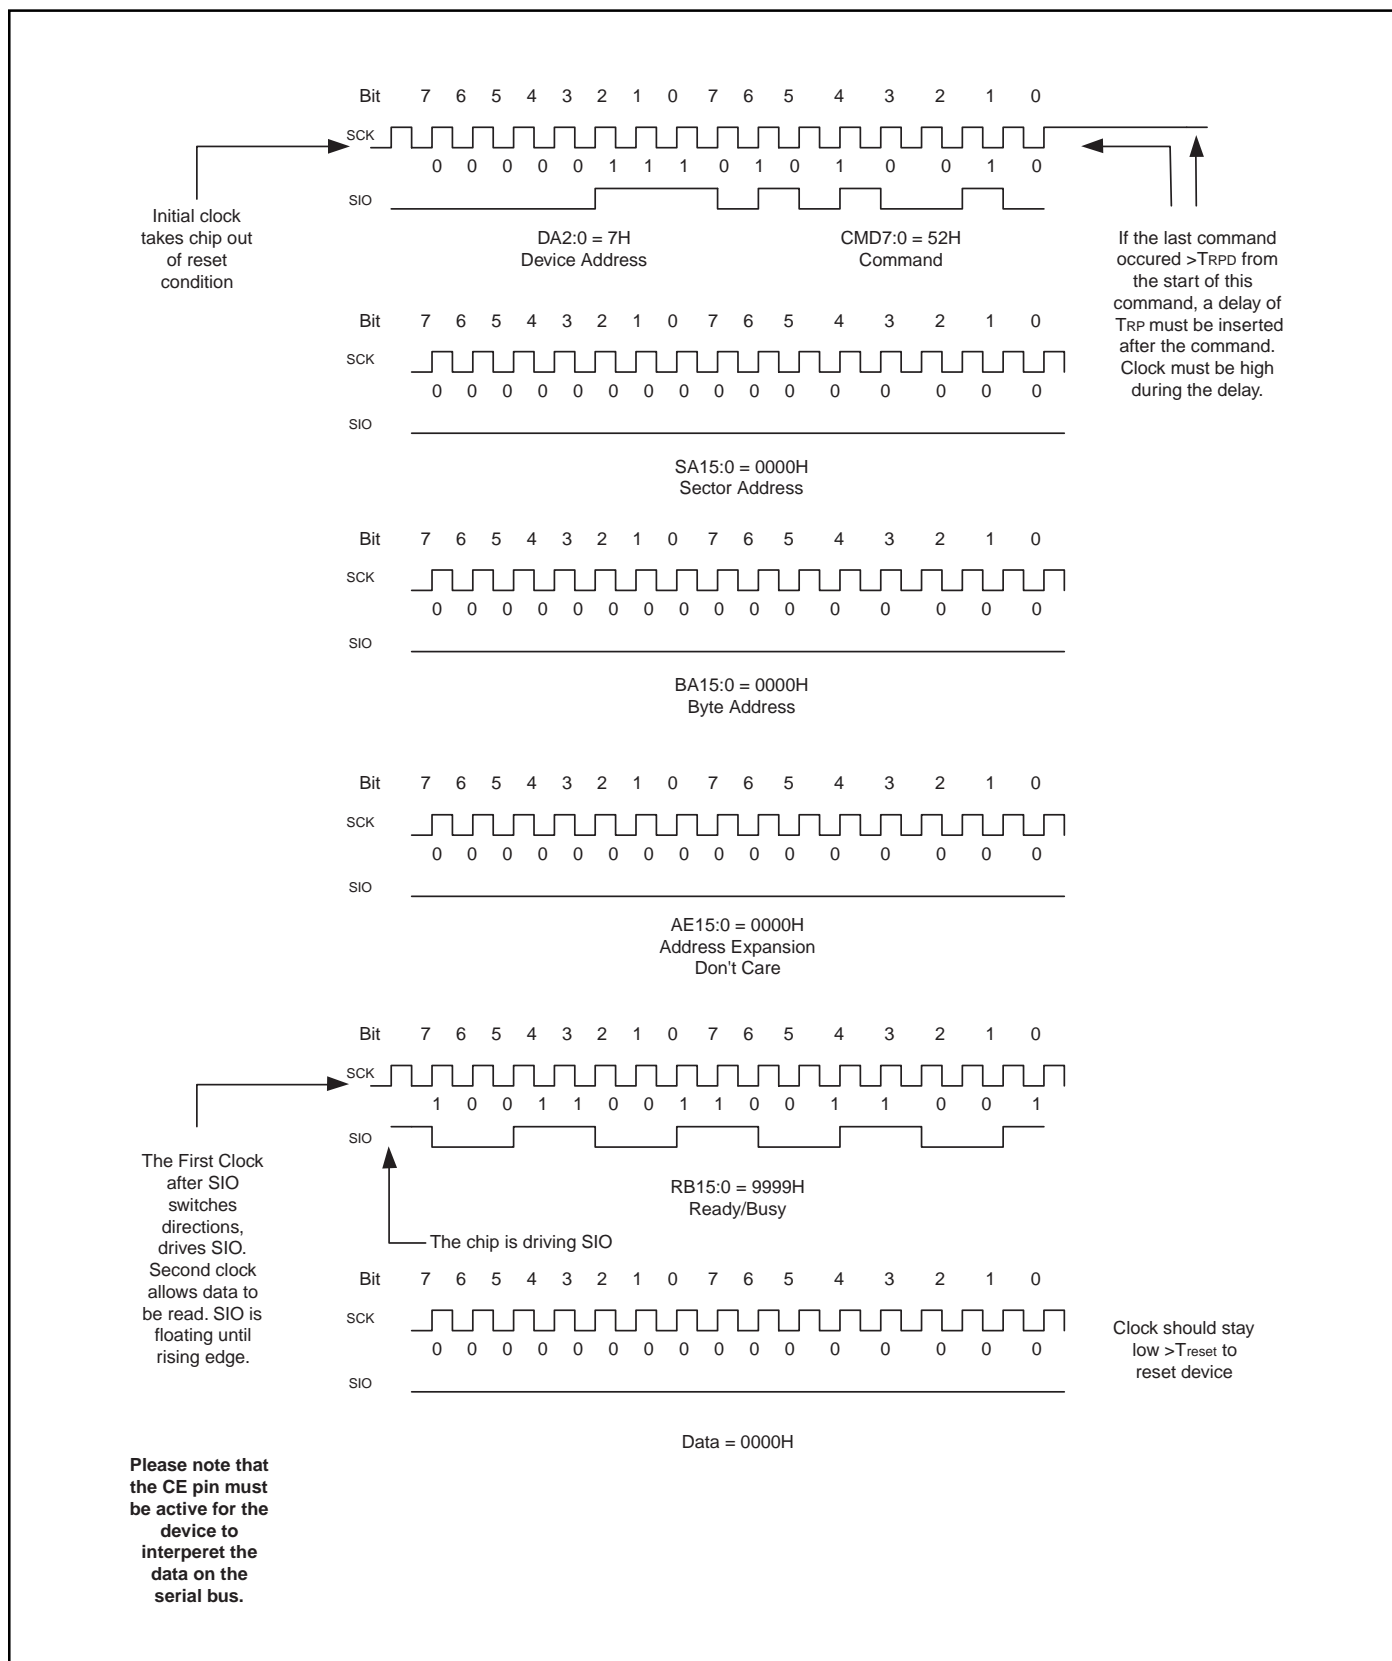 Bit 7 6 5 4 3 2 1 0 7 6 5 4 3 2 1 0
SCK
0 0 0 0 0 1 1 1 0 1 0 1 0 0 1 0
SIO
Initial clock
takes chip out
of reset
condition
DA2:0 = 7H
Device Address
CMD7:0 = 52H
Command
If the last command
occured >TRPD from
the start of this
command, a delay of
TRP must be inserted
after the command.
Clock must be high
during the delay.
Bit 7 6 5 4 3 2 1 0 7 6 5 4 3 2 1 0
SCK
0 0 0 0 0 0 0 0 0 0 0 0 0 0 0 0
SIO
SA15:0 = 0000H
Sector Address
Bit 7 6 5 4 3 2 1 0 7 6 5 4 3 2 1 0
SCK
0 0 0 0 0 0 0 0 0 0 0 0 0 0 0 0
SIO
BA15:0 = 0000H
Byte Address
Bit 7 6 5 4 3 2 1 0 7 6 5 4 3 2 1 0
SCK
0 0 0 0 0 0 0 0 0 0 0 0 0 0 0 0
SIO
AE15:0 = 0000H
Address Expansion
Don't Care
Bit 7 6 5 4 3 2 1 0 7 6 5 4 3 2 1 0
SCK
1 0 0 1 1 0 0 1 1 0 0 1 1 0 0 1
SIO
The First Clock
after SIO
switches
directions,
drives SIO.
Second clock
allows data to
be read. SIO is
floating until
rising edge.
RB15:0 = 9999H
Ready/Busy
The chip is driving SIO
Bit 7 6 5 4 3 2 1 0 7 6 5 4 3 2 1 0
SCK
0 0 0 0 0 0 0 0 0 0 0 0 0 0 0 0
SIO
Clock should stay
low >Treset to
reset device
Data = 0000H
Please note that
the CE pin must
be active for the
device to
interperet the
data on the
serial bus.